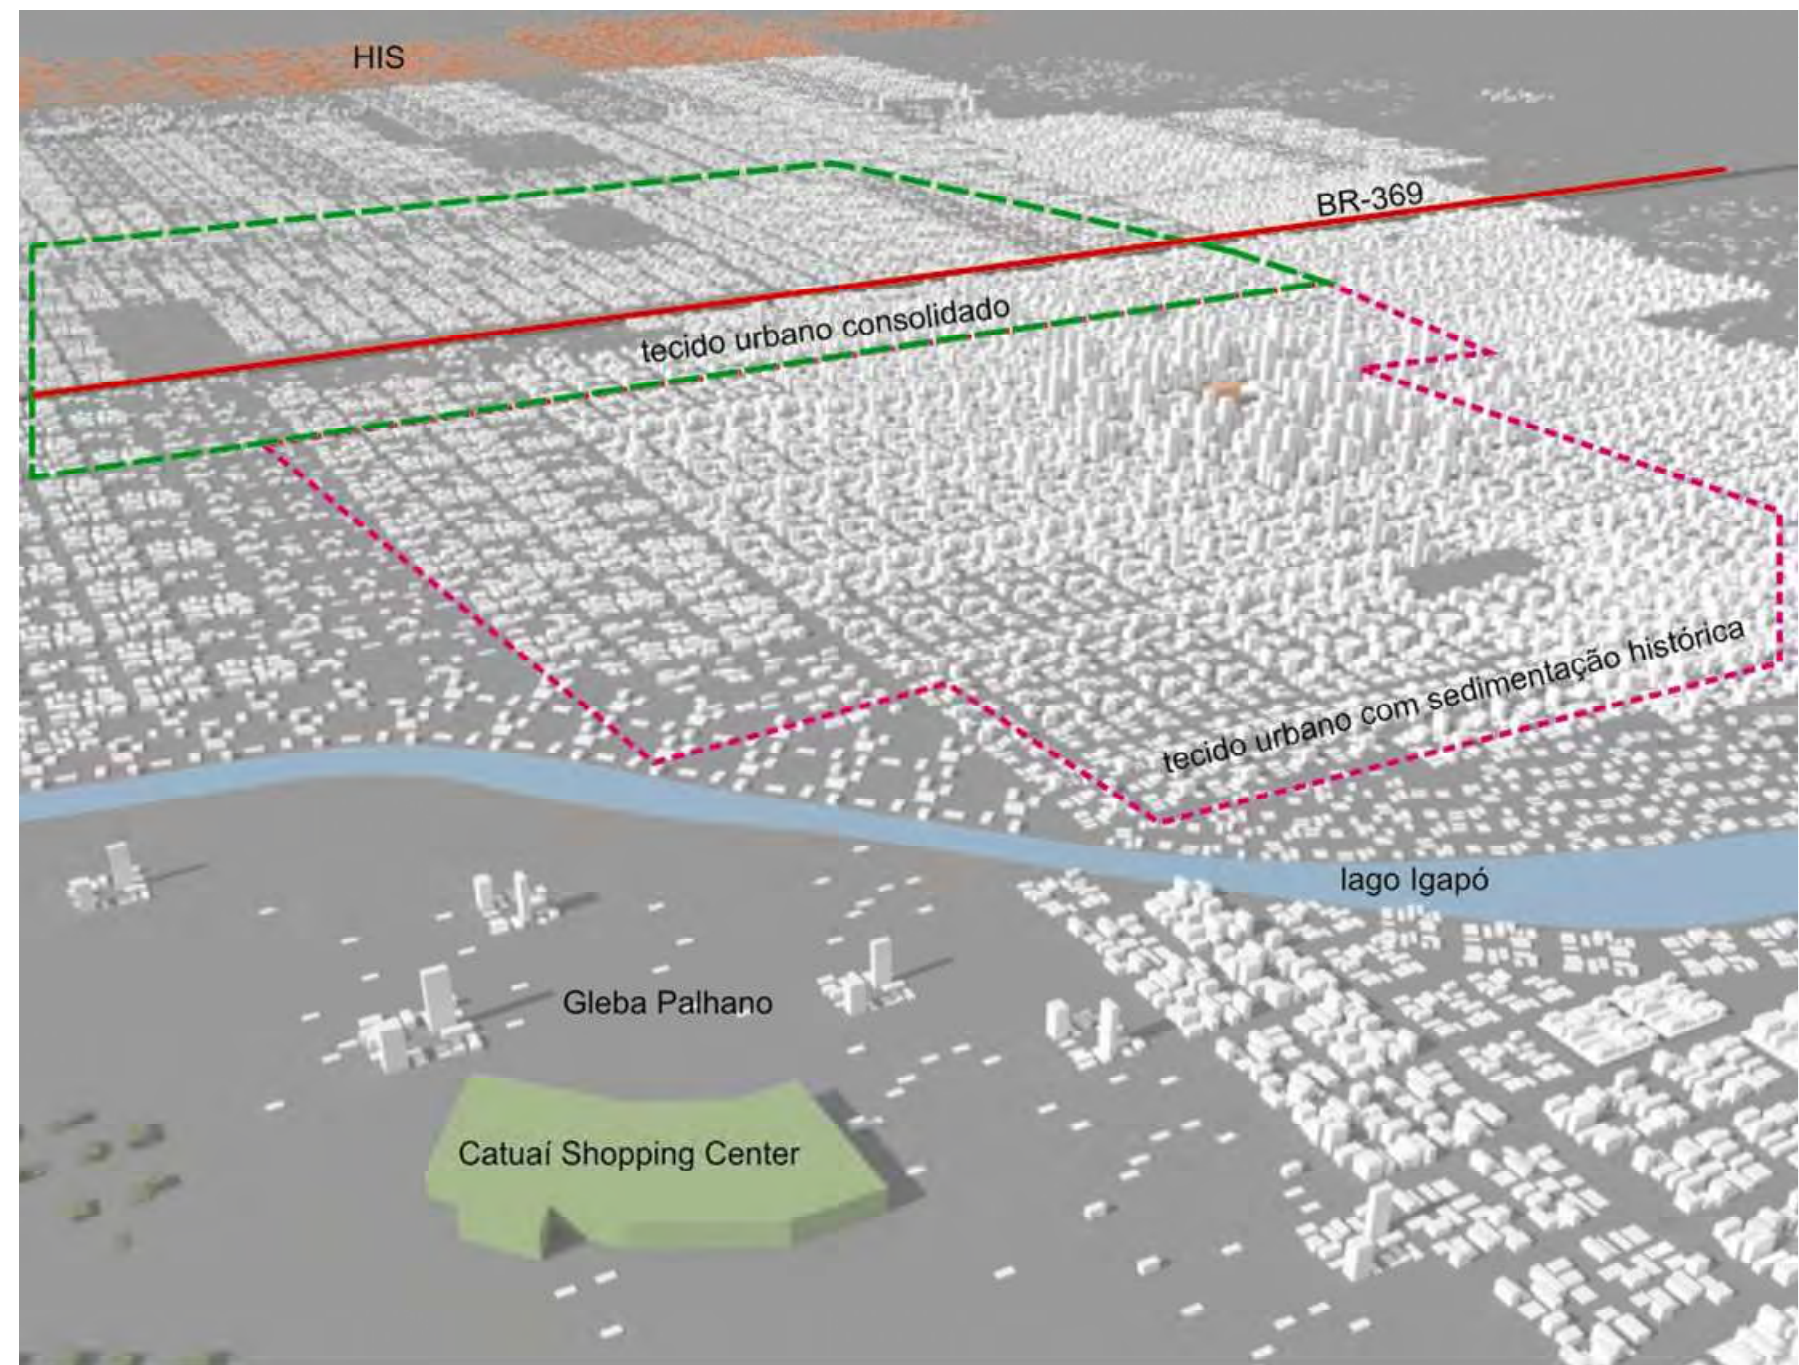 HIS
BR-369
tecido urbano consolidado
tecido urbano com sedimentação histórica
lago Igapó
Gleba Palhano
Catuaí Shopping Center